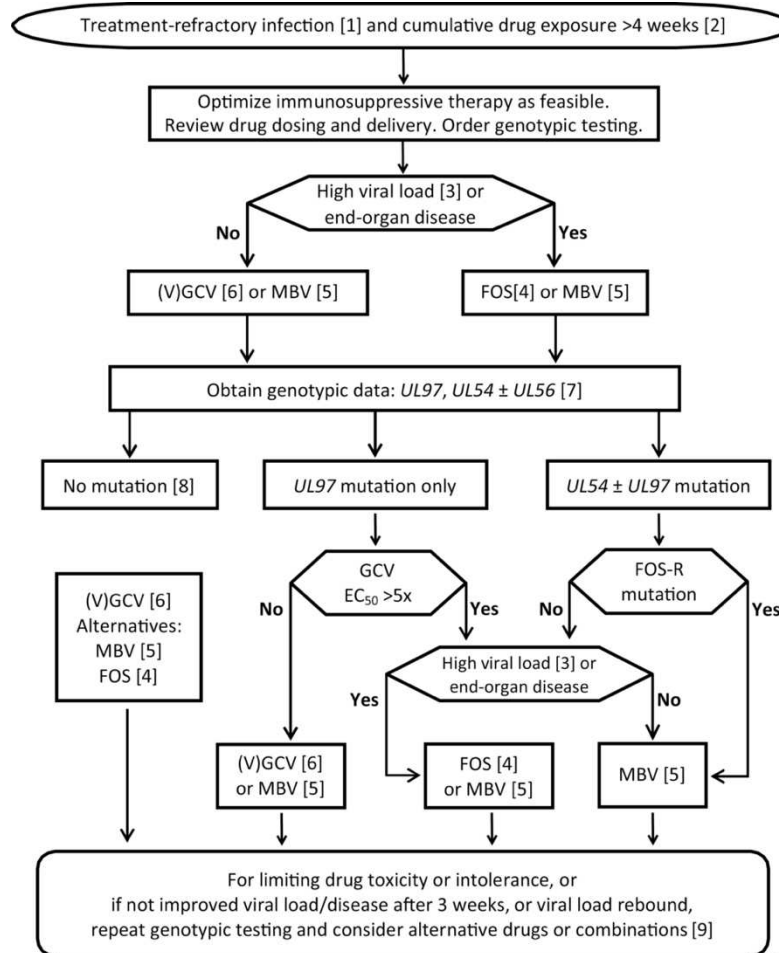 Treatment-refractory infection [1] and cumulative drug exposure >4 weeks [2]
Optimize immunosuppressive therapy as feasible.
Review drug dosing and delivery. Order genotypic testing.
High viral load [3] or
end-organ disease
No
Yes
(V)GCV [6] or MBV [5]
FOS[4] or MBV [5]
Obtain genotypic data: UL97, UL54 ± UL56 [7]
No mutation [8]
UL97 mutation only
UL54 ± UL97 mutation
(V)GCV [6]
Alternatives:
MBV [5]
FOS [4]
GCV
EC₅₀ >5x
No
Yes
FOS-R
mutation
No
Yes
High viral load [3] or
end-organ disease
Yes
No
(V)GCV [6]
or MBV [5]
FOS [4]
or MBV [5]
MBV [5]
For limiting drug toxicity or intolerance, or
if not improved viral load/disease after 3 weeks, or viral load rebound,
repeat genotypic testing and consider alternative drugs or combinations [9]